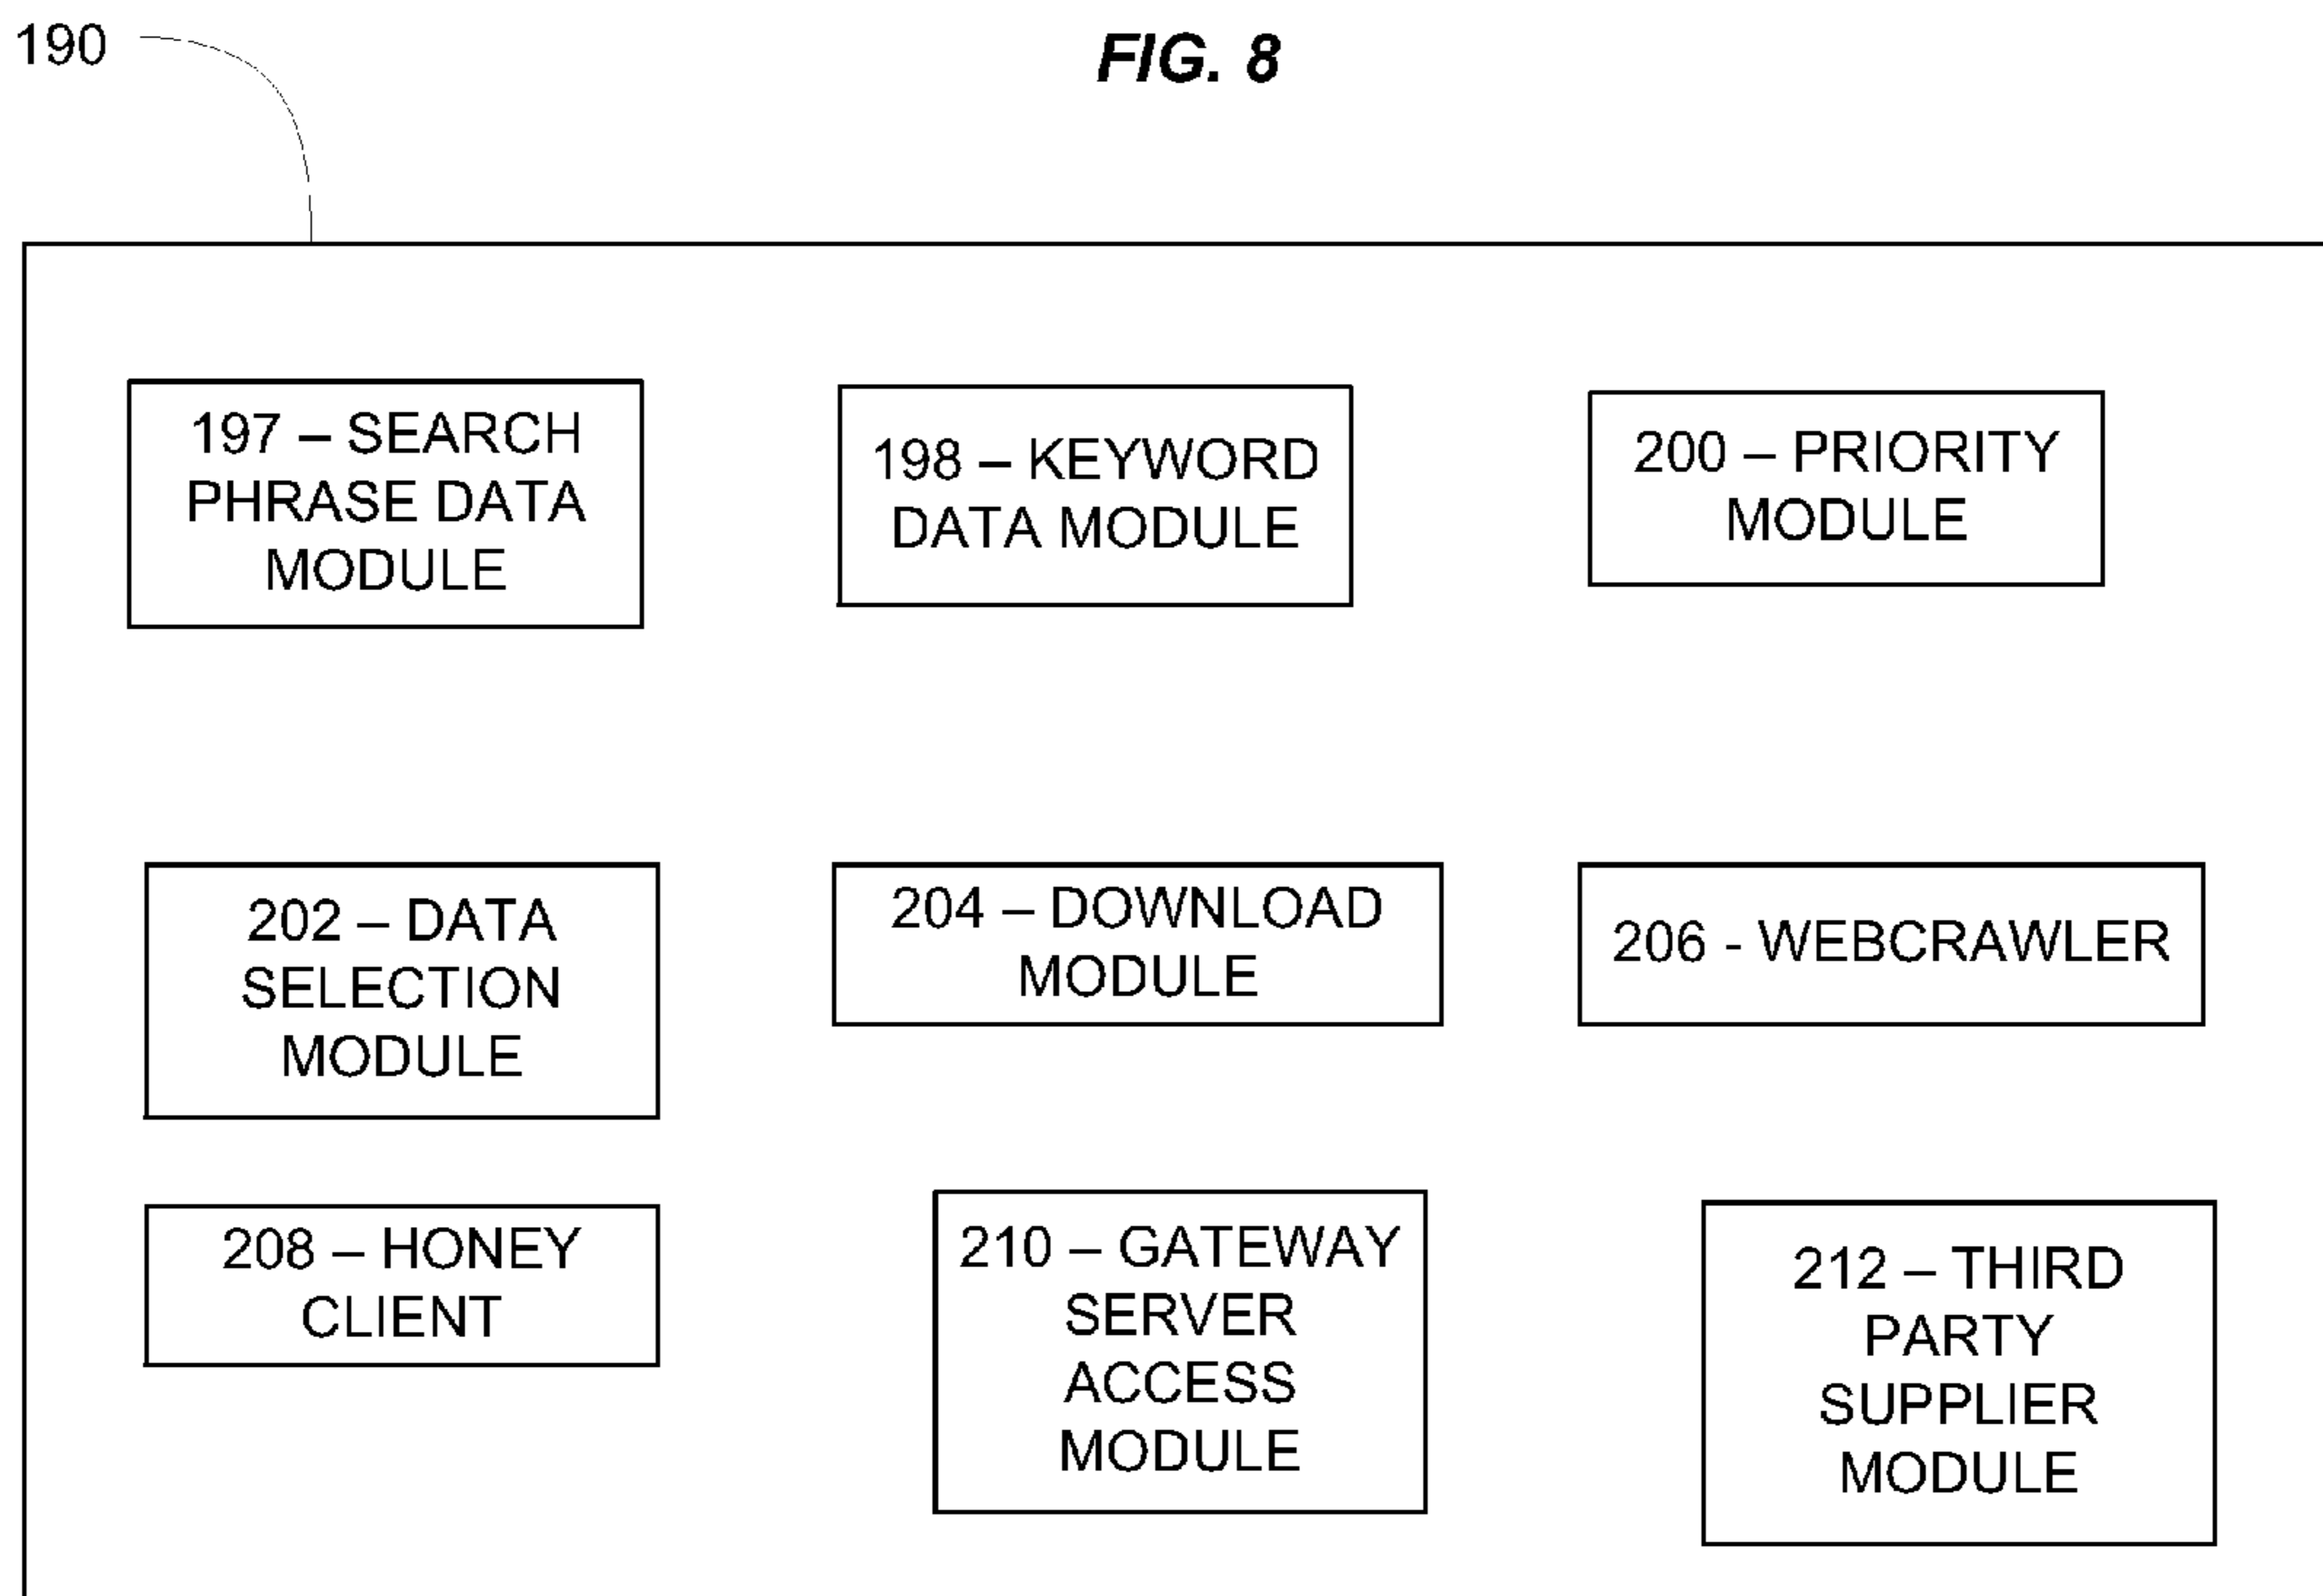 190
FIG. 8
197 – SEARCH
PHRASE DATA
MODULE
198 – KEYWORD
DATA MODULE
200 – PRIORITY
MODULE
202 – DATA
SELECTION
MODULE
204 – DOWNLOAD
MODULE
206 - WEBCRAWLER
208 – HONEY
CLIENT
210 – GATEWAY
SERVER
ACCESS
MODULE
212 – THIRD
PARTY
SUPPLIER
MODULE